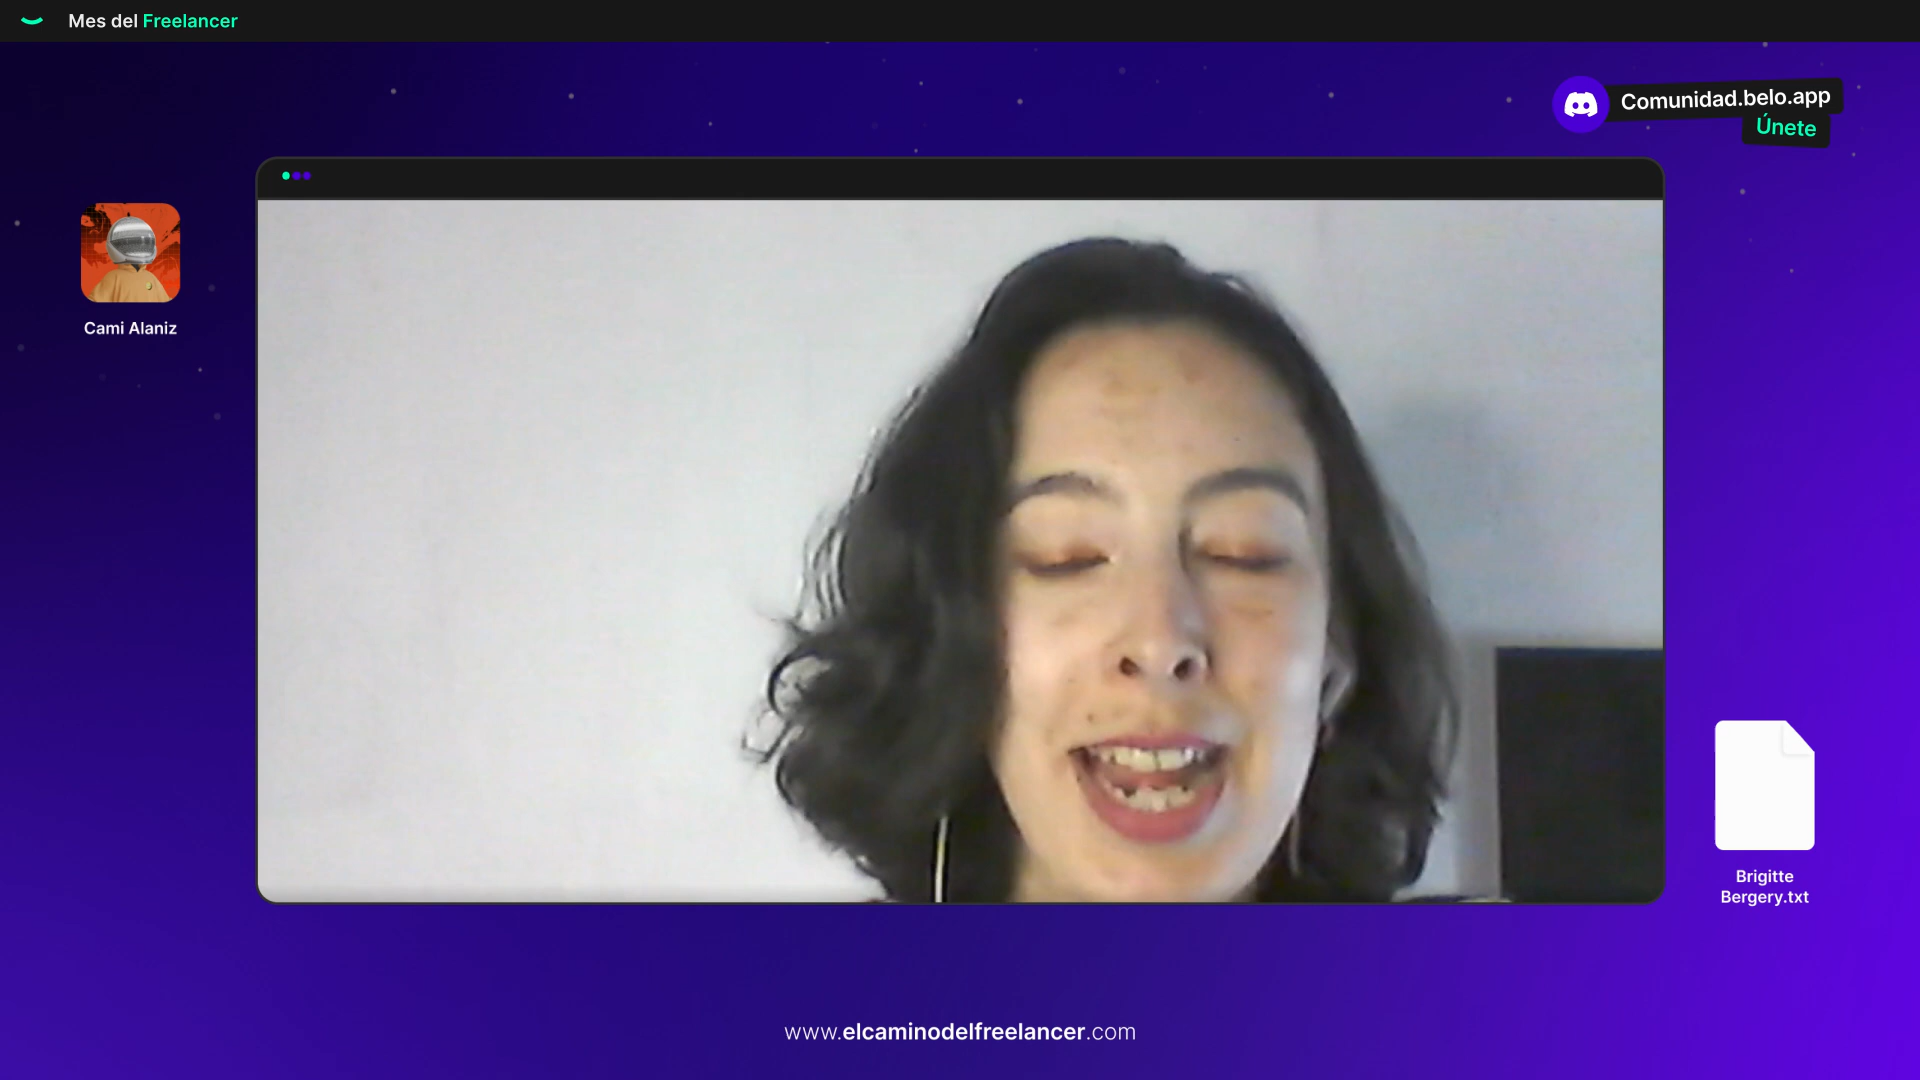 Mes del Freelancer
Comunidad.belo.app
Únete
Cami Alaniz
Brigitte
Bergery.txt
www.elcaminodelfreelancer.com